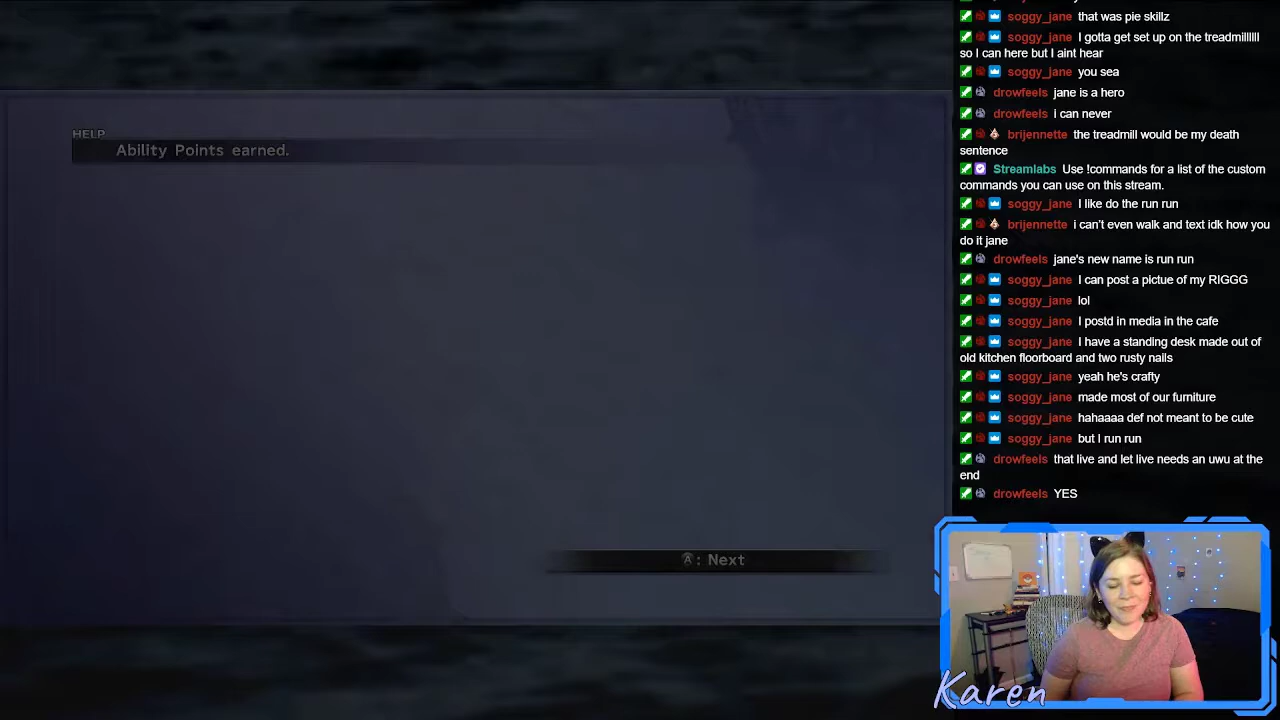 HELP
Ability Points earned.
A: Next
soggy_jane that was pie skillz
soggy_jane I gotta get set up on the treadmillllll
so I can here but I aint hear
soggy_jane you sea
drowfeels jane is a hero
drowfeels i can never
brijennette the treadmill would be my death
sentence
Streamlabs Use !commands for a list of the custom
commands you can use on this stream.
soggy_jane I like do the run run
brijennette i can't even walk and text idk how you
do it jane
drowfeels jane's new name is run run
soggy_jane I can post a pictue of my RIGGG
soggy_jane lol
soggy_jane I postd in media in the cafe
soggy_jane I have a standing desk made out of
old kitchen floorboard and two rusty nails
soggy_jane yeah he's crafty
soggy_jane made most of our furniture
soggy_jane hahaaaa def not meant to be cute
soggy_jane but I run run
drowfeels that live and let live needs an uwu at the
end
drowfeels YES
Karen